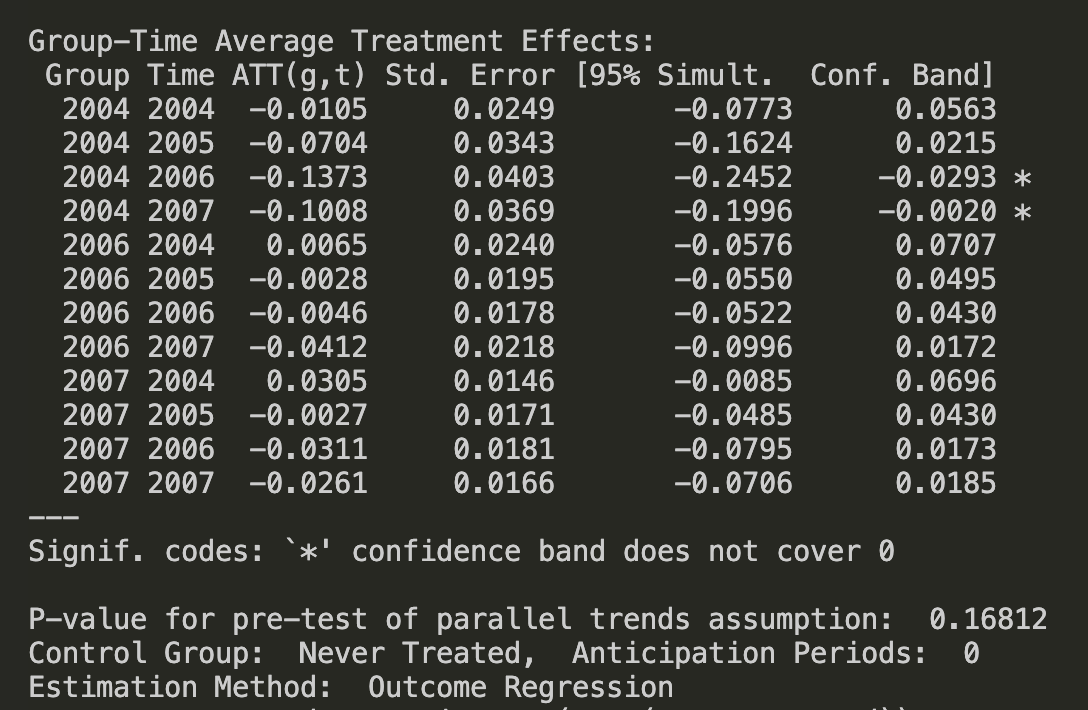 Group-Time Average Treatment Effects:
Group Time ATT(g,t) Std. Error [95% Simult. Conf. Band]
2004 2004 -0.0105 0.0249 -0.0773 0.0563
2004 2005 -0.0704 0.0343 -0.1624 0.0215
2004 2006 -0.1373 0.0403 -0.2452 -0.0293 *
2004 2007 -0.1008 0.0369 -0.1996 -0.0020 *
2006 2004 0.0065 0.0240 -0.0576 0.0707
2006 2005 -0.0028 0.0195 -0.0550 0.0495
2006 2006 -0.0046 0.0178 -0.0522 0.0430
2006 2007 -0.0412 0.0218 -0.0996 0.0172
2007 2004 0.0305 0.0146 -0.0085 0.0696
2007 2005 -0.0027 0.0171 -0.0485 0.0430
2007 2006 -0.0311 0.0181 -0.0795 0.0173
2007 2007 -0.0261 0.0166 -0.0706 0.0185
---
Signif. codes: `*' confidence band does not cover 0
P-value for pre-test of parallel trends assumption: 0.16812
Control Group: Never Treated, Anticipation Periods: 0
Estimation Method: Outcome Regression